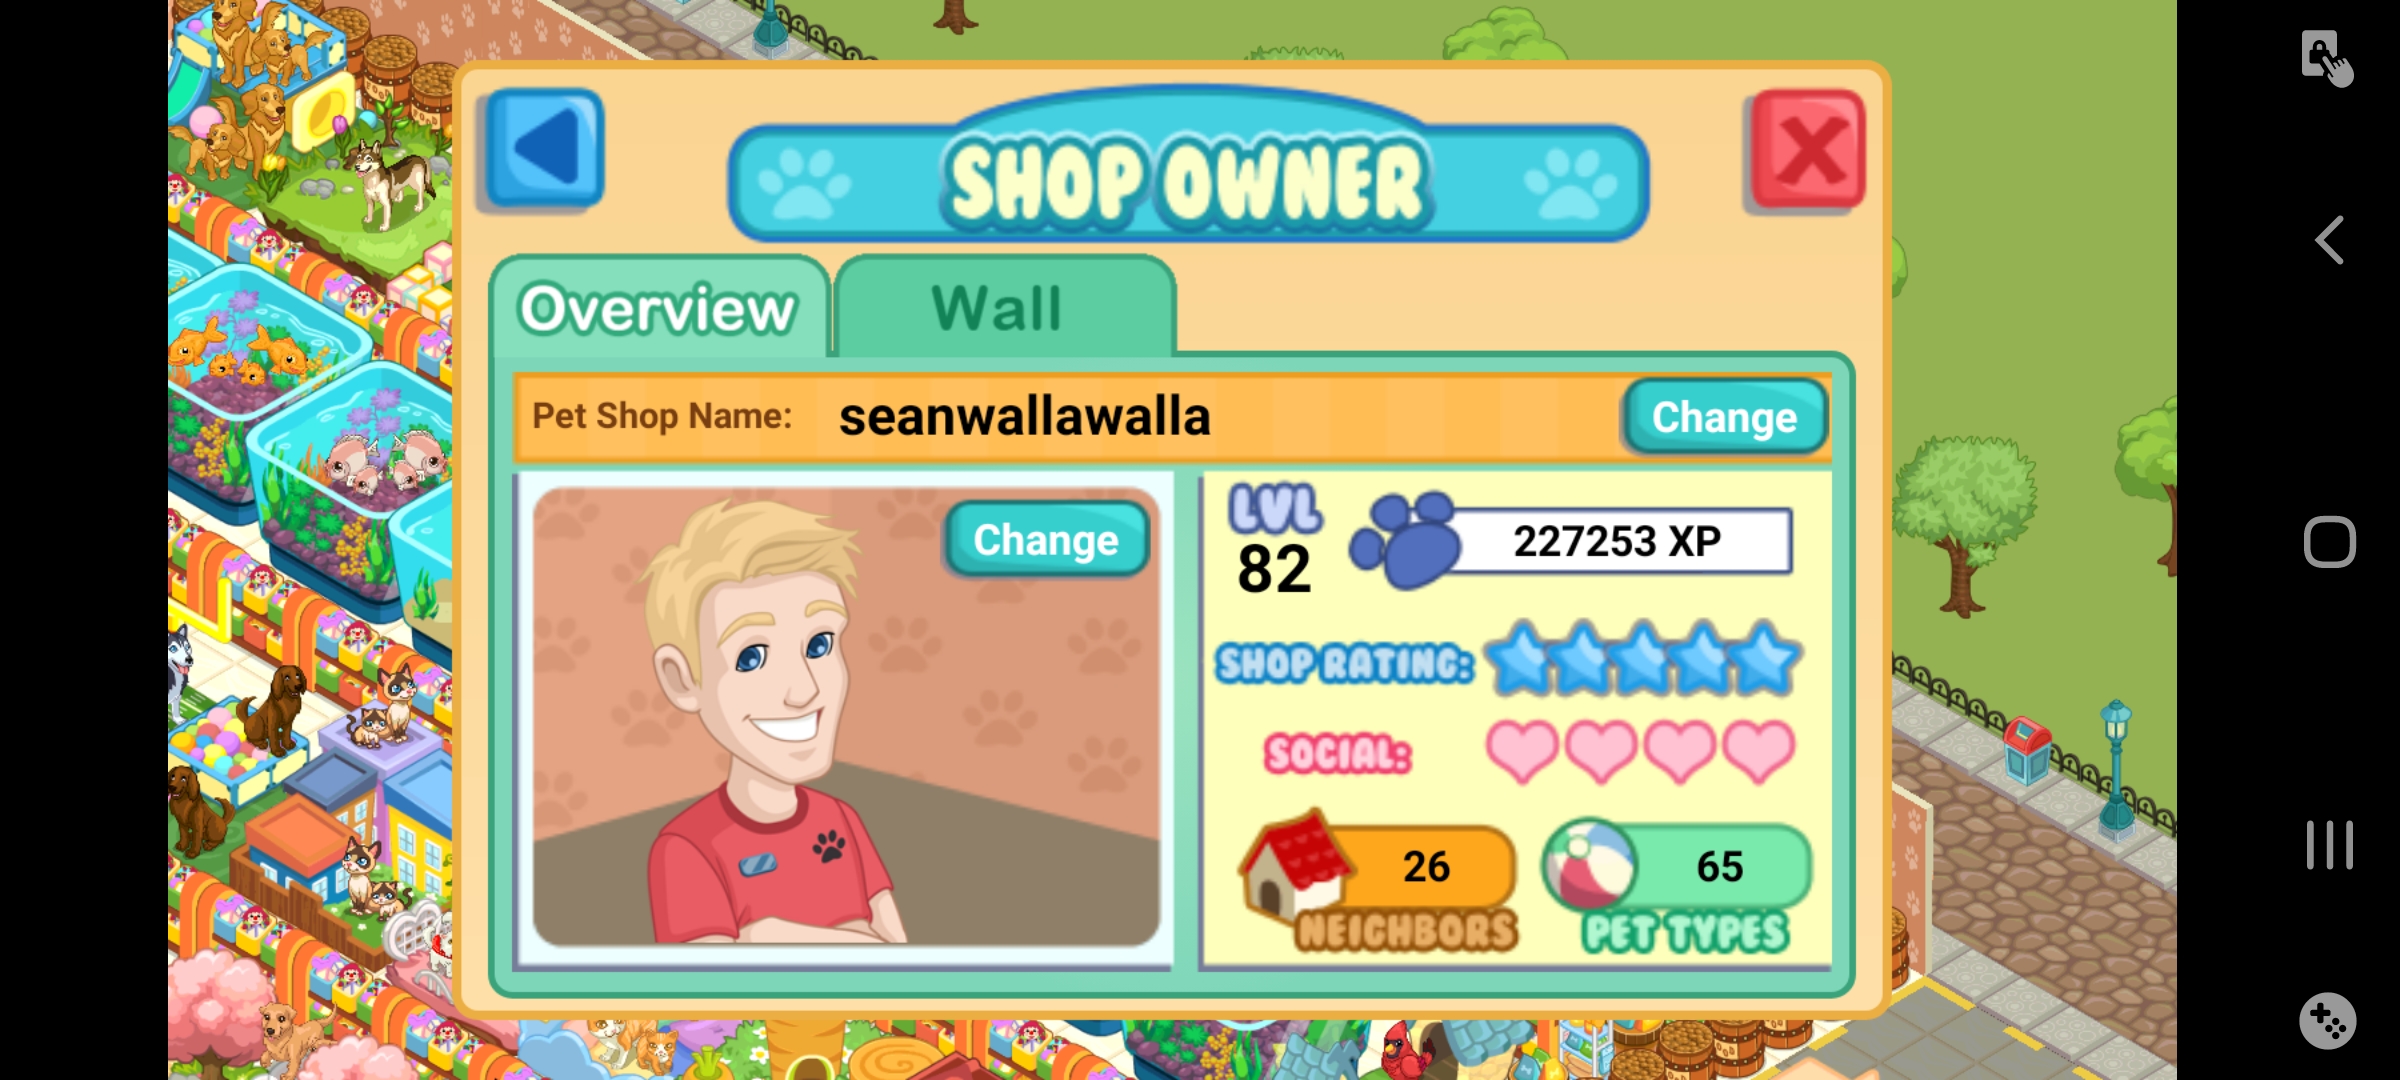 SHOP OWNER
Overview
Wall
Pet Shop Name: seanwallawalla
Change
Change
LVL
82
227253 XP
SHOP RATING:
SOCIAL:
26
NEIGHBORS
65
PET TYPES